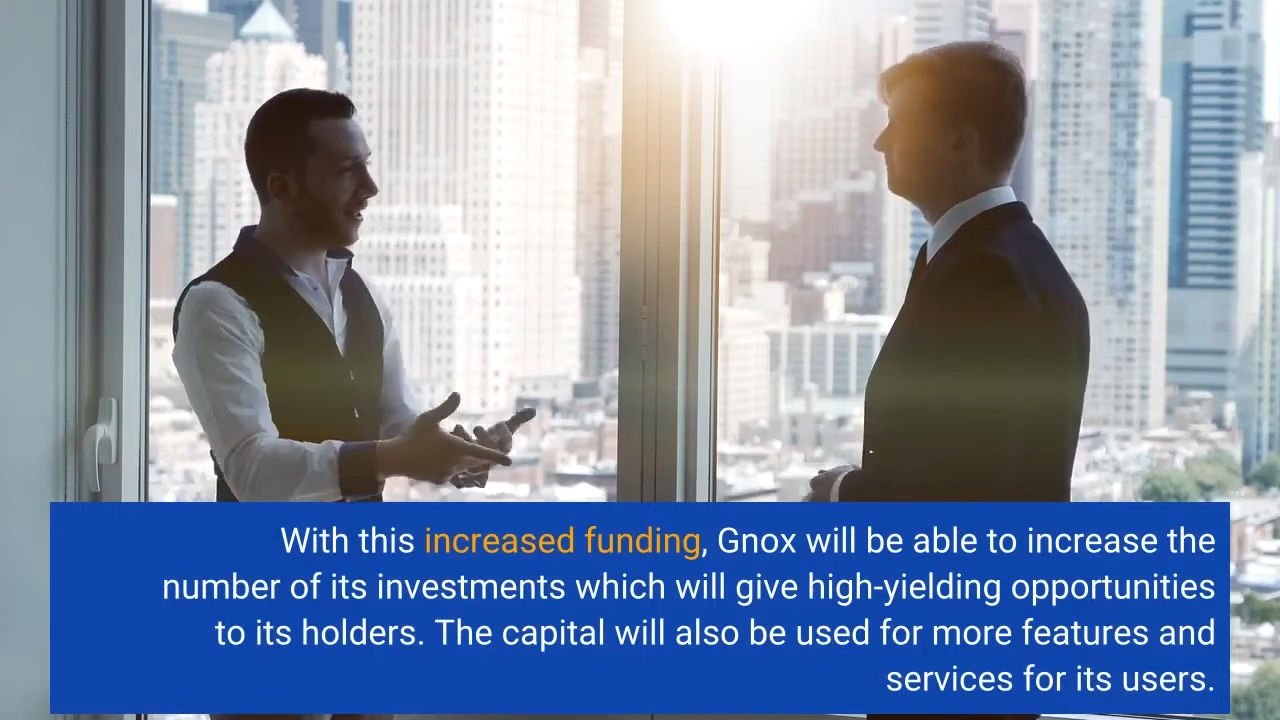 With this increased funding, Gnox will be able to increase the
number of its investments which will give high-yielding opportunities
to its holders. The capital will also be used for more features and
services for its users.